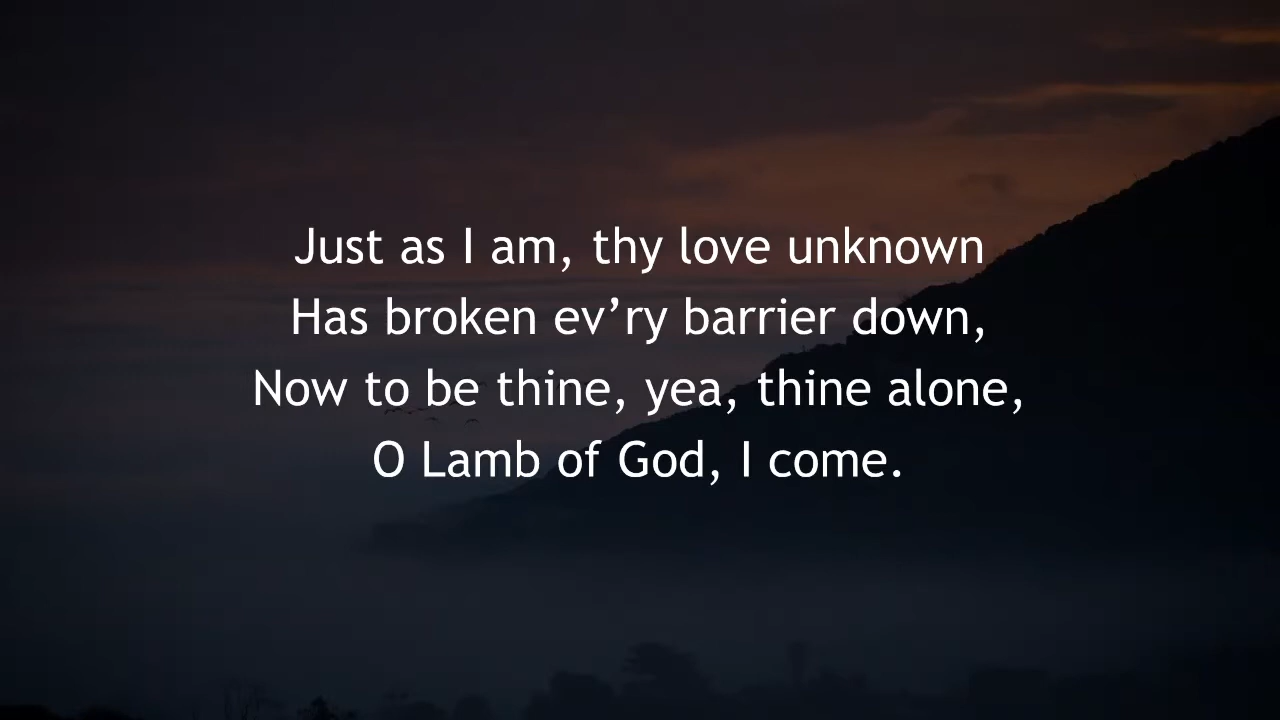 Just as I am, thy love unknown
Has broken ev’ry barrier down,
Now to be thine, yea, thine alone,
O Lamb of God, I come.